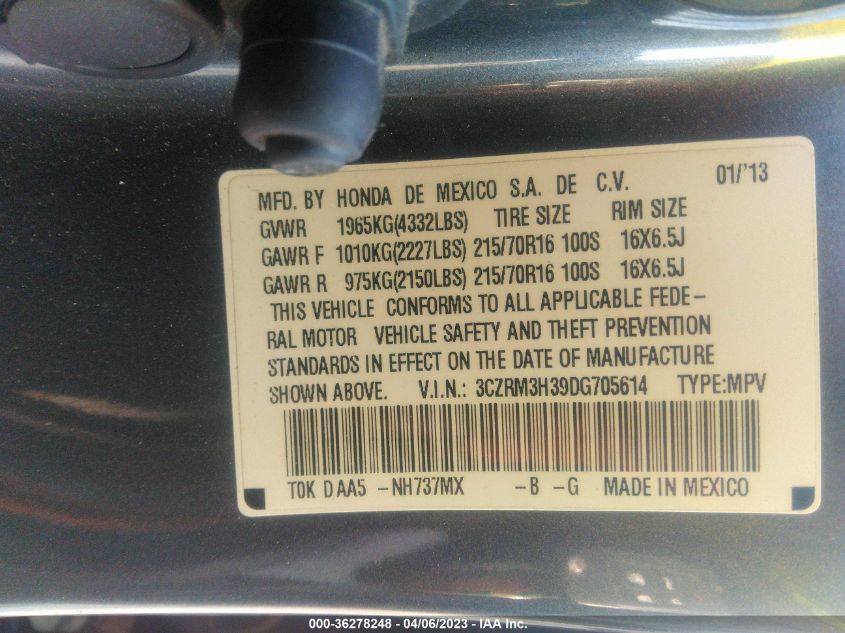 MFD. BY HONDA DE MEXICO S.A. DE C.V. 01/'13
GVWR 1965KG(4332LBS) TIRE SIZE RIM SIZE
GAWR F 1010KG(2227LBS) 215/70R16 100S 16X6.5J
GAWR R 975KG(2150LBS) 215/70R16 100S 16X6.5J
THIS VEHICLE CONFORMS TO ALL APPLICABLE FEDE-
RAL MOTOR VEHICLE SAFETY AND THEFT PREVENTION
STANDARDS IN EFFECT ON THE DATE OF MANUFACTURE
SHOWN ABOVE. V.I.N.: 3CZRM3H39DG705614 TYPE:MPV
T0K D AA5 -NH737MX -B -G MADE IN MEXICO
000-36278248 - 04/06/2023 - IAA Inc.